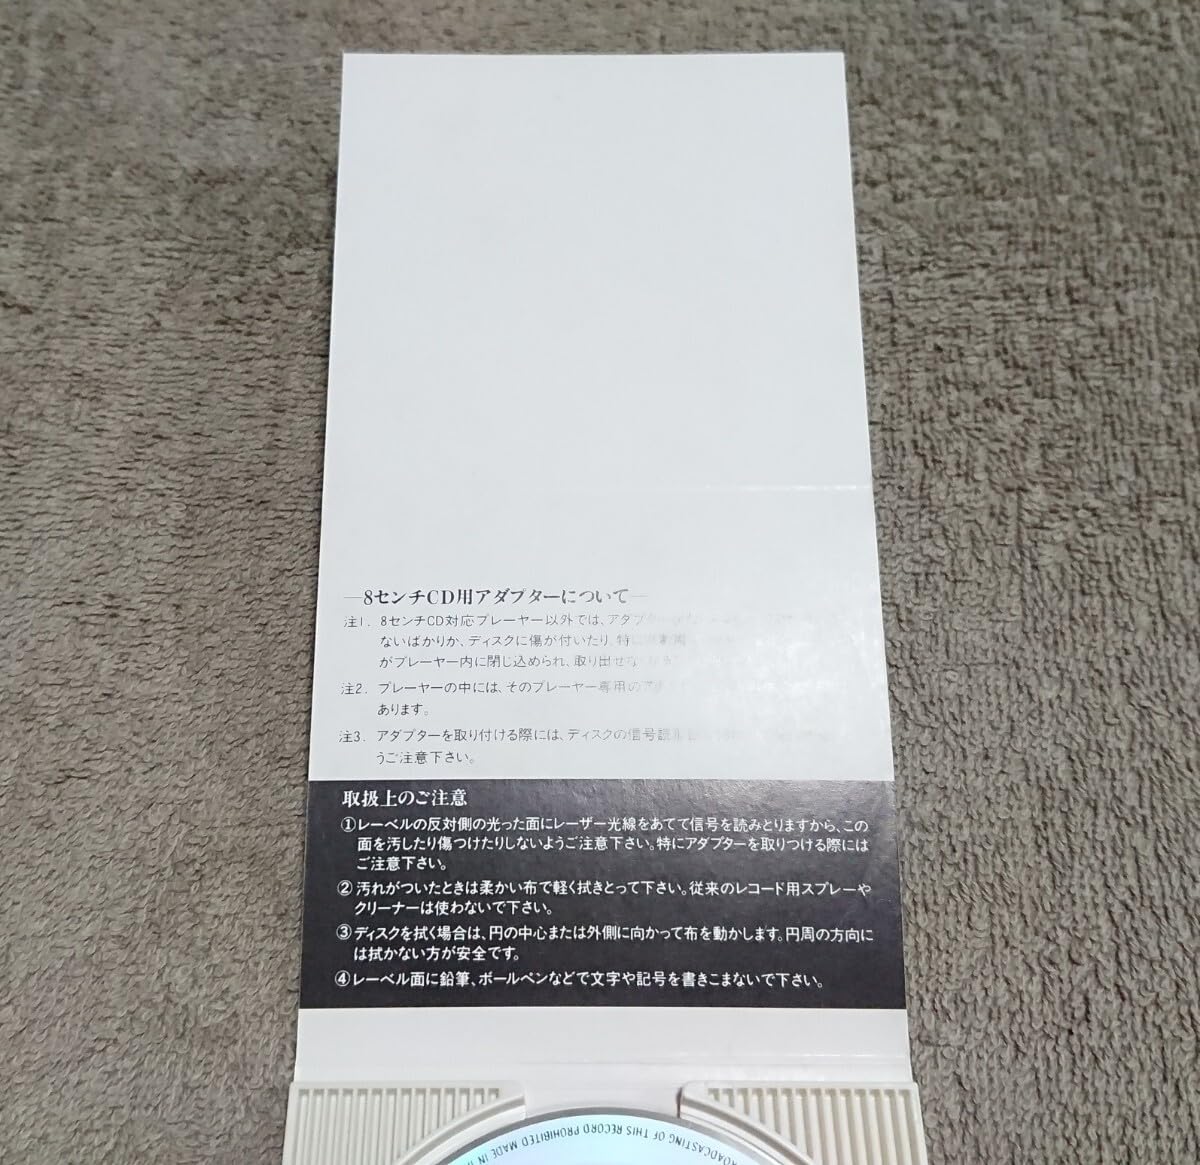 —8センチCD用アダプターについて—
注1. 8センチCD対応プレーヤー以外では、アダプタ
ないばかりか、ディスクに傷が付いたり、特に
がプレーヤー内に閉じ込められ、取り出せな
注2. プレーヤーの中には、そのプレーヤー専用のア
あります。
注3. アダプターを取り付ける際には、ディスクの信号読
うご注意下さい。
取扱上のご注意
①レーベルの反対側の光った面にレーザー光線をあてて信号を読みとりますから、この
面を汚したり傷つけたりしないようご注意下さい。特にアダプターを取りつける際には
ご注意下さい。
②汚れがついたときは柔かい布で軽く拭きとって下さい。従来のレコード用スプレーや
クリーナーは使わないで下さい。
③ディスクを拭く場合は、円の中心または外側に向かって布を動かします。円周の方向に
は拭かない方が安全です。
④レーベル面に鉛筆、ボールペンなどで文字や記号を書きこまないで下さい。
ROADCASTING OF THIS RECORD PROHIBITED MADE IN